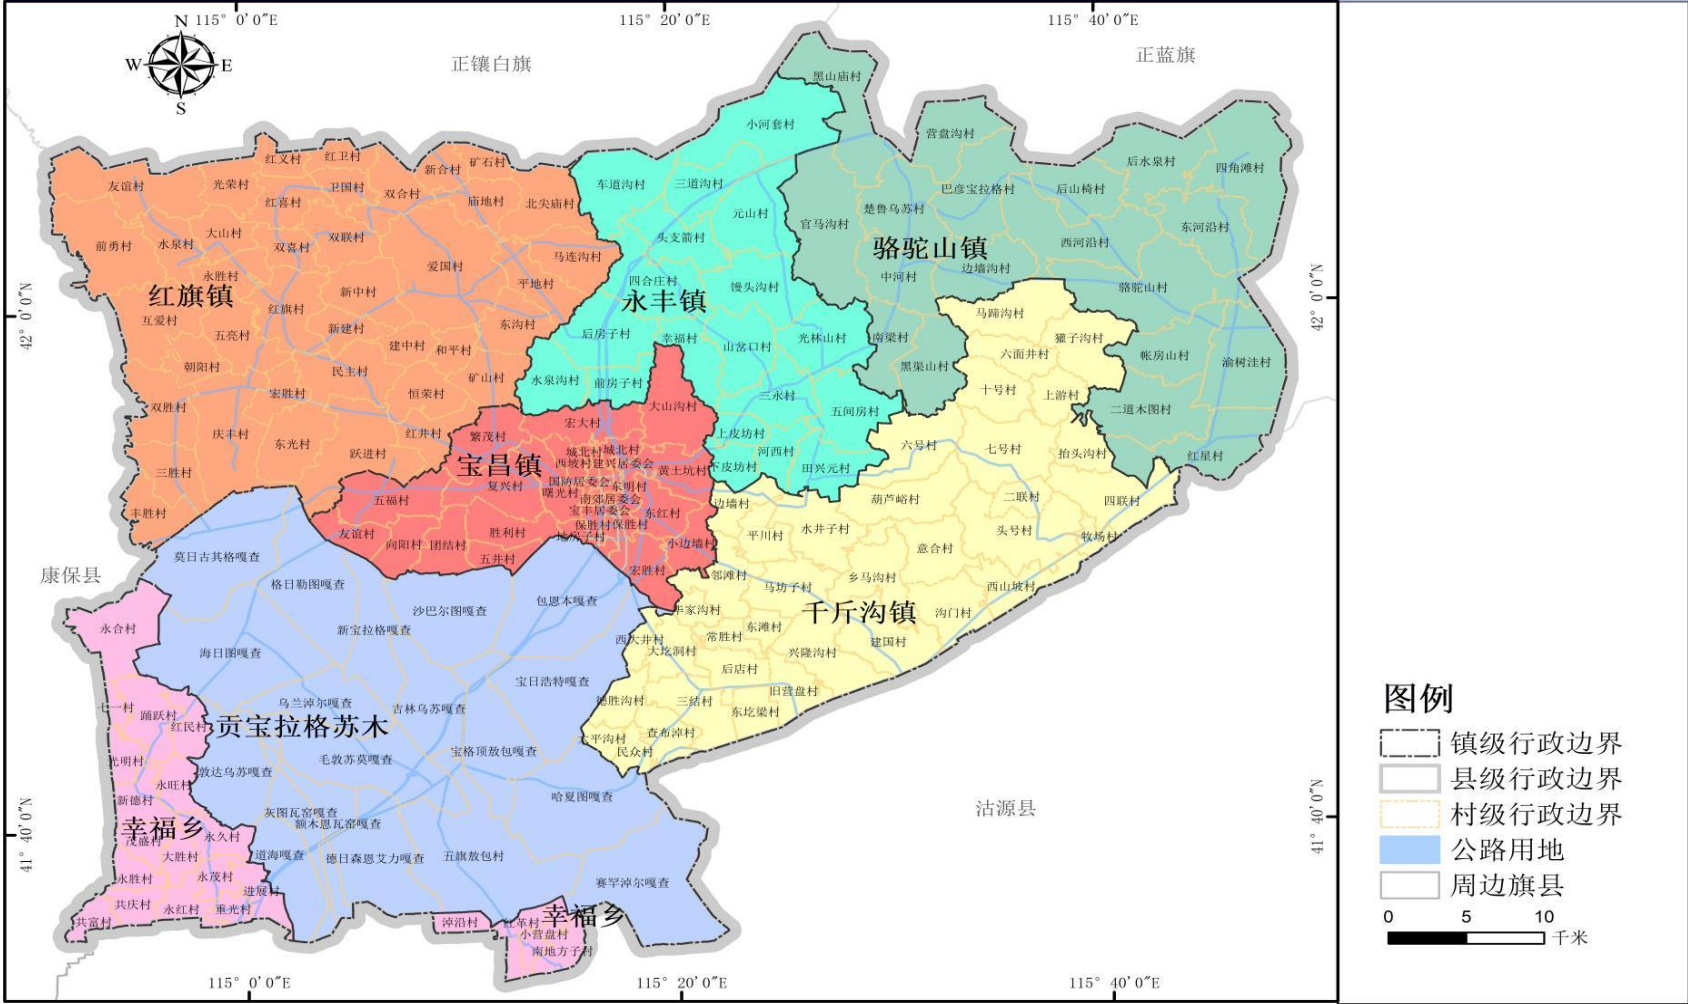 115° 0′0″E
115° 20′0″E
115° 40′0″E
N
W
E
S
正镶白旗
正蓝旗
黑山庙村
小河套村
营盘沟村
后水泉村
四角滩村
红义村
红卫村
新合村
矿石村
友谊村
光荣村
卫国村
双合村
红喜村
庙地村
北尖庙村
车道沟村
三道沟村
元山村
巴彦宝拉格村
后山椅村
楚鲁乌苏村
官马沟村
东河沿村
前勇村
水泉村
大山村
双喜村
双联村
头支箭村
西河沿村
骆驼山镇
马连沟村
爱国村
永胜村
平地村
四合庄村
馒头沟村
中河村
边墙沟村
骆驼山村
红旗镇
新中村
永丰镇
42° 0′0″N
42° 0′0″N
红旗村
互爱村
五亮村
新建村
东沟村
马蹄沟村
后房子村
幸福村
山岔口村
光林山村
南梁村
獾子沟村
建中村
和平村
六面井村
帐房山村
渝树洼村
朝阳村
民主村
矿山村
水泉沟村
前房子村
黑渠山村
宏胜村
恒荣村
三永村
十号村
上游村
双胜村
大山沟村
五间房村
二道木图村
庆丰村
东光村
红井村
繁茂村
宏大村
上皮坊村
六号村
七号村
抬头沟村
红星村
跃进村
城北村
城北村
河西村
宝昌镇
西坡村
建兴居委会
黄土坑村
下皮坊村
田兴元村
三胜村
复兴村
国防居委会
东明村
曙光村
南郊居委会
五福村
宝丰居委会
东红村
边墙村
葫芦峪村
二联村
四联村
丰胜村
友谊村
保胜村
保胜村
胜利村
平川村
水井子村
头号村
牧场村
向阳村
团结村
小边墙村
意合村
莫日古其格嘎查
五井村
宏胜村
康保县
格日勒图嘎查
邻滩村
马坊子村
乡马沟村
西山坡村
沙巴尔图嘎查
包恩本嘎查
千斤沟镇
沟门村
永合村
新宝拉格嘎查
东滩村
常胜村
建国村
海日图嘎查
西大井村
大圪洞村
兴隆沟村
后店村
宝日浩特嘎查
旧营盘村
七一村
踊跃村
红民村
乌兰淖尔嘎查
吉林乌苏嘎查
德胜沟村
三结村
东圪梁村
贡宝拉格苏木
查布淖村
民众村
光明村
敦达乌苏嘎查
毛敦苏莫嘎查
宝格顶敖包嘎查
永旺村
新德村
哈夏图嘎查
沽源县
灰图瓦窑嘎查
额木恩瓦窑嘎查
幸福乡
茂盛村
永久村
41° 40′0″N
41° 40′0″N
大胜村
道海嘎查
德日森恩艾力嘎查
五旗敖包村
永胜村
永茂村
进展村
赛罕淖尔嘎查
共庆村
永红村
重光村
共富村
淖沿村
红革村
幸福乡
小营盘村
南地方子村
115° 0′0″E
115° 20′0″E
115° 40′0″E
图例
镇级行政边界
县级行政边界
村级行政边界
公路用地
周边旗县
0
5
10
千米